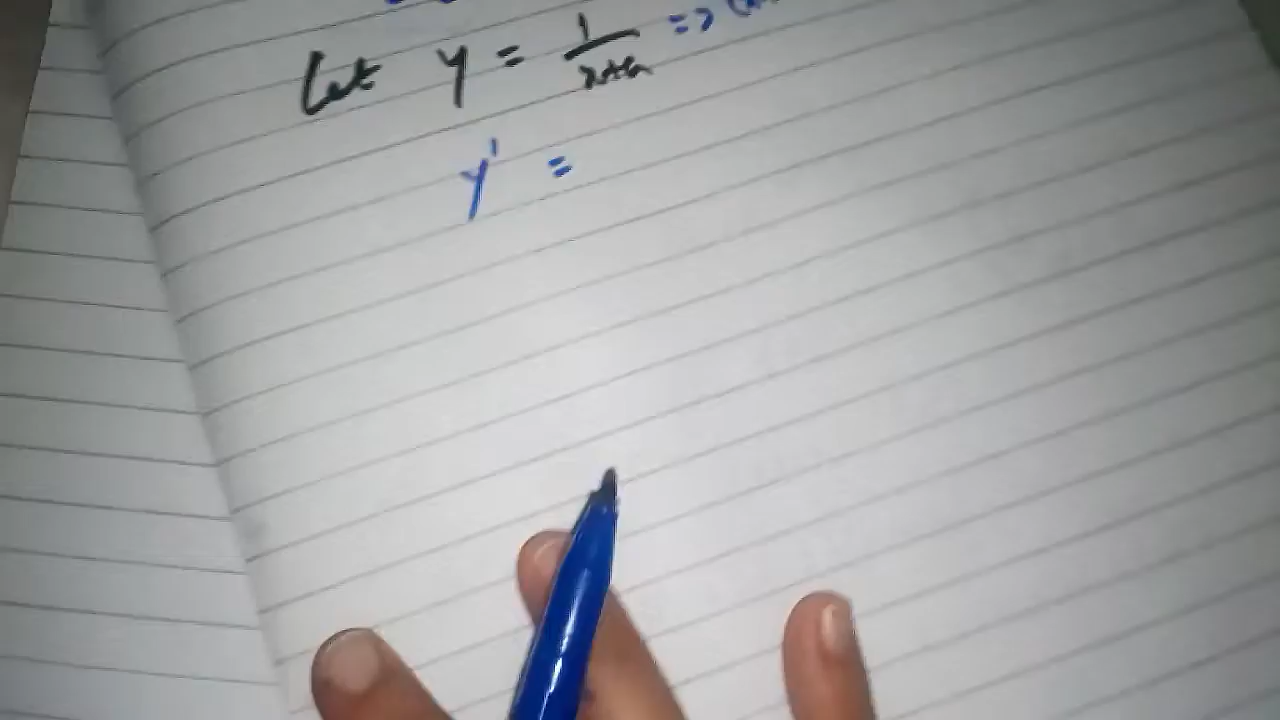 Let y = 1/(x+a) => (x
y' =